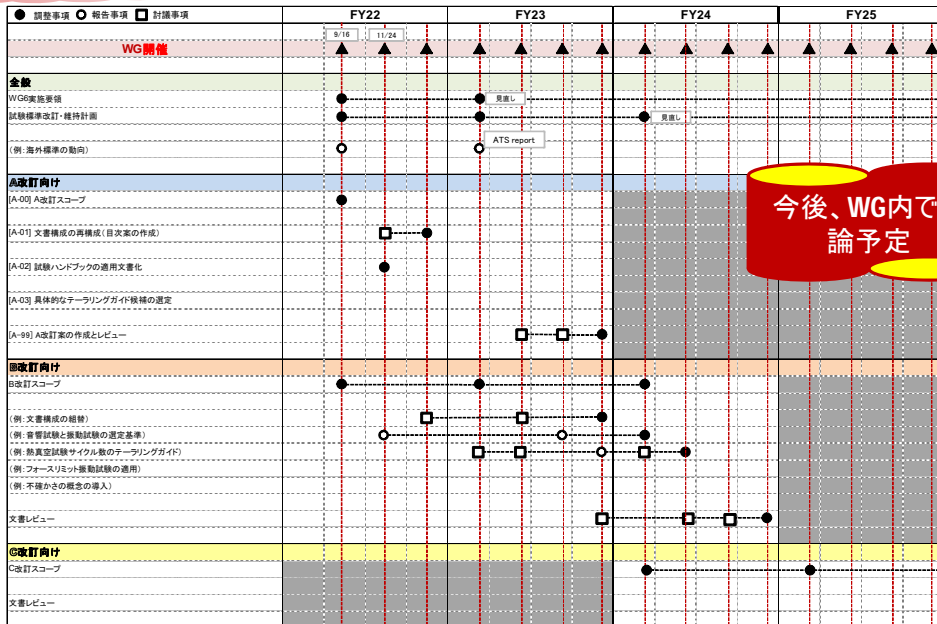 ● 調整事項 ○ 報告事項 □ 討議事項
FY22
FY23
FY24
FY25
9/16
11/24
WG開催
全般
WG6実施要領
見直し
試験標準改訂・維持計画
見直し
ATS report
(例:海外標準の動向)
A改訂向け
[A-00] A改訂スコープ
今後、WG内で
論予定
[A-01] 文書構成の再構成(目次案の作成)
[A-02] 試験ハンドブックの適用文書化
[A-03] 具体的なテーラリングガイド候補の選定
[A-99] A改訂案の作成とレビュー
B改訂向け
B改訂スコープ
(例:文書構成の組替)
(例:音響試験と振動試験の選定基準)
(例:熱真空試験サイクル数のテーラリングガイド)
(例:フォースリミット振動試験の適用)
(例:不確かさの概念の導入)
文書レビュー
C改訂向け
C改訂スコープ
文書レビュー